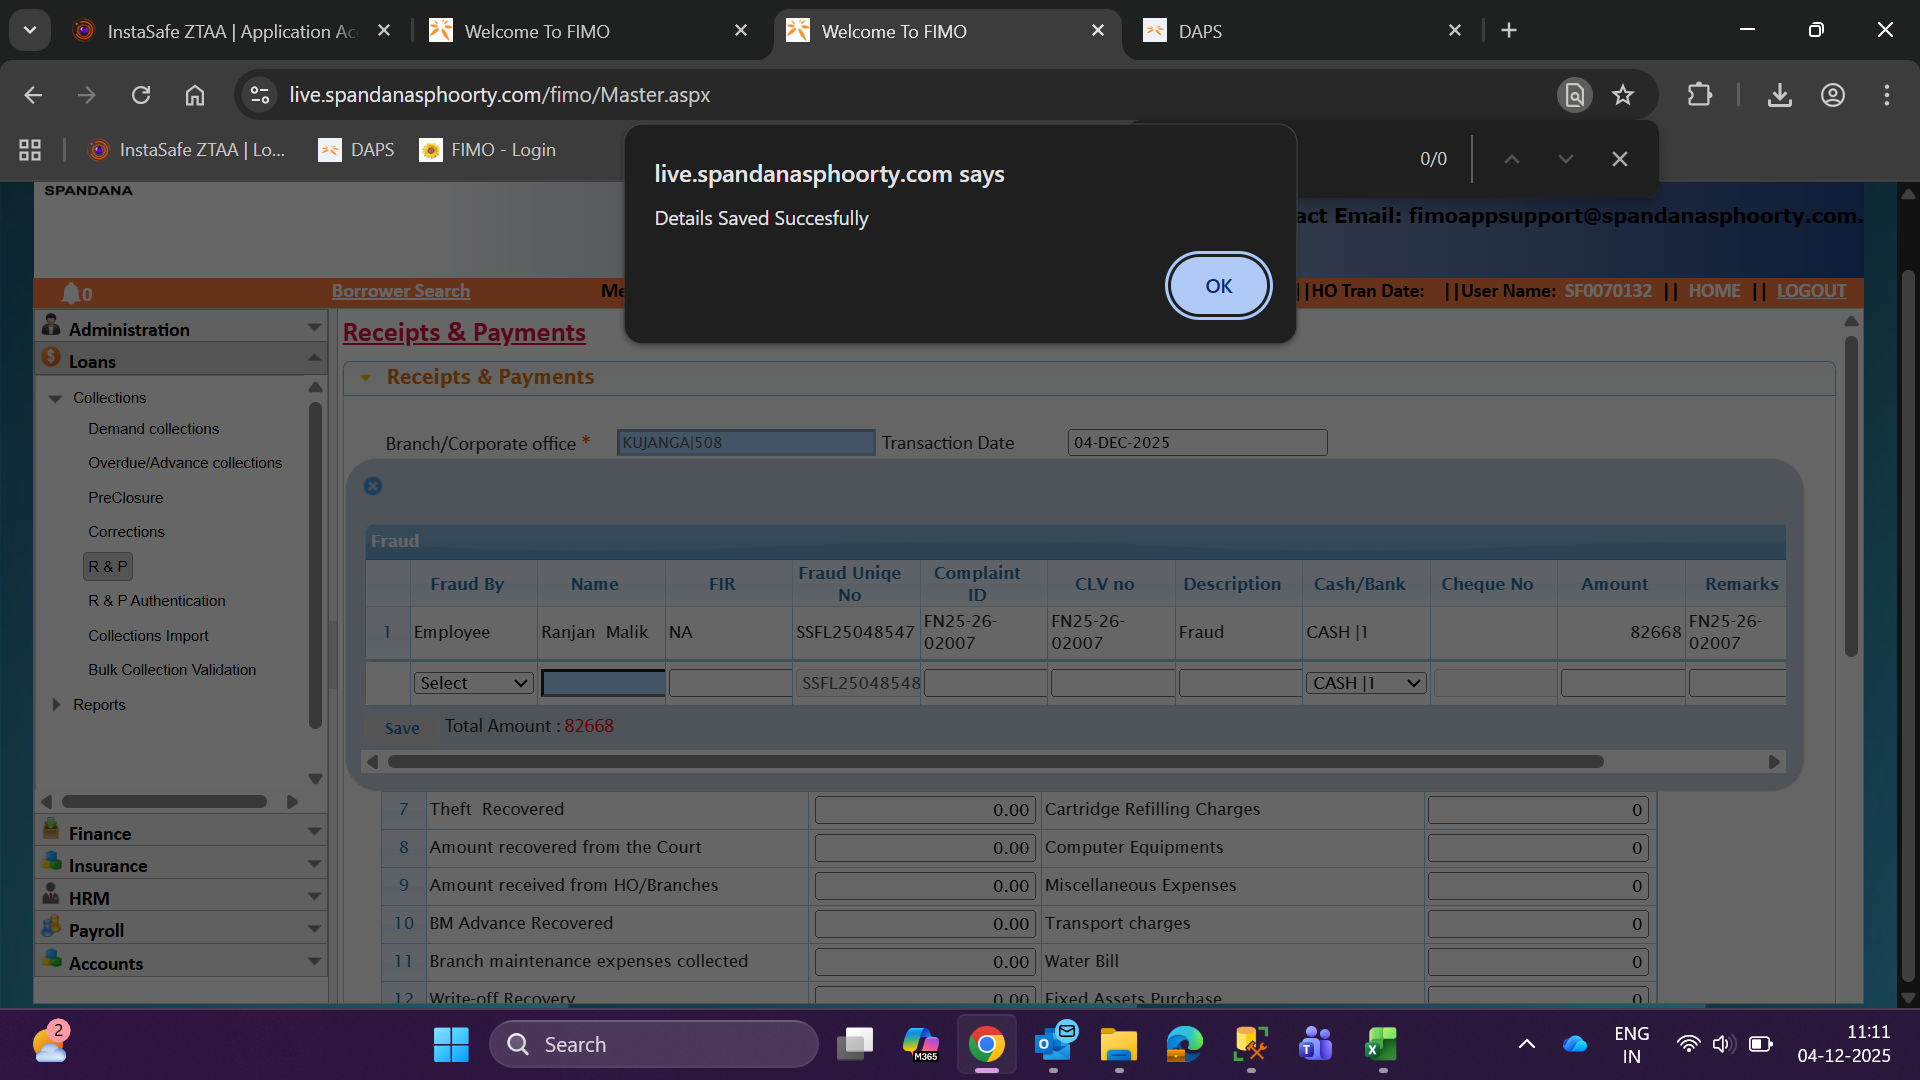 InstaSafe ZTAA | Application Acc
Welcome To FIMO
Welcome To FIMO
DAPS
live.spandanasphoorty.com/fimo/Master.aspx
InstaSafe ZTAA | Lo...
DAPS
FIMO - Login
0/0
live.spandanasphoorty.com says
Details Saved Succesfully
OK
SPANDANA
act Email: fimoappsupport@spandanasphoorty.com.
0
Borrower Search
Me
||HO Tran Date: ||User Name: SF0070132 || HOME || LOGOUT
Administration
Loans
Collections
Demand collections
Overdue/Advance collections
PreClosure
Corrections
R & P
R & P Authentication
Collections Import
Bulk Collection Validation
Reports
Finance
Insurance
HRM
Payroll
Accounts
Receipts & Payments
Receipts & Payments
Branch/Corporate office * KUJANGA|508 Transaction Date 04-DEC-2025
Fraud
Fraud By Name FIR Fraud Uniqe No Complaint ID CLV no Description Cash/Bank Cheque No Amount Remarks
1 Employee Ranjan Malik NA SSFL25048547 FN25-26-02007 FN25-26-02007 Fraud CASH |1 82668 FN25-26-02007
Select SSFL25048548 CASH |1
Save Total Amount : 82668
7 Theft Recovered 0.00 Cartridge Refilling Charges 0
8 Amount recovered from the Court 0.00 Computer Equipments 0
9 Amount received from HO/Branches 0.00 Miscellaneous Expenses 0
10 BM Advance Recovered 0.00 Transport charges 0
11 Branch maintenance expenses collected 0.00 Water Bill 0
12 Write-off Recovery 0.00 Fixed Assets Purchase 0
2
Search
M365
ENG
IN
11:11
04-12-2025